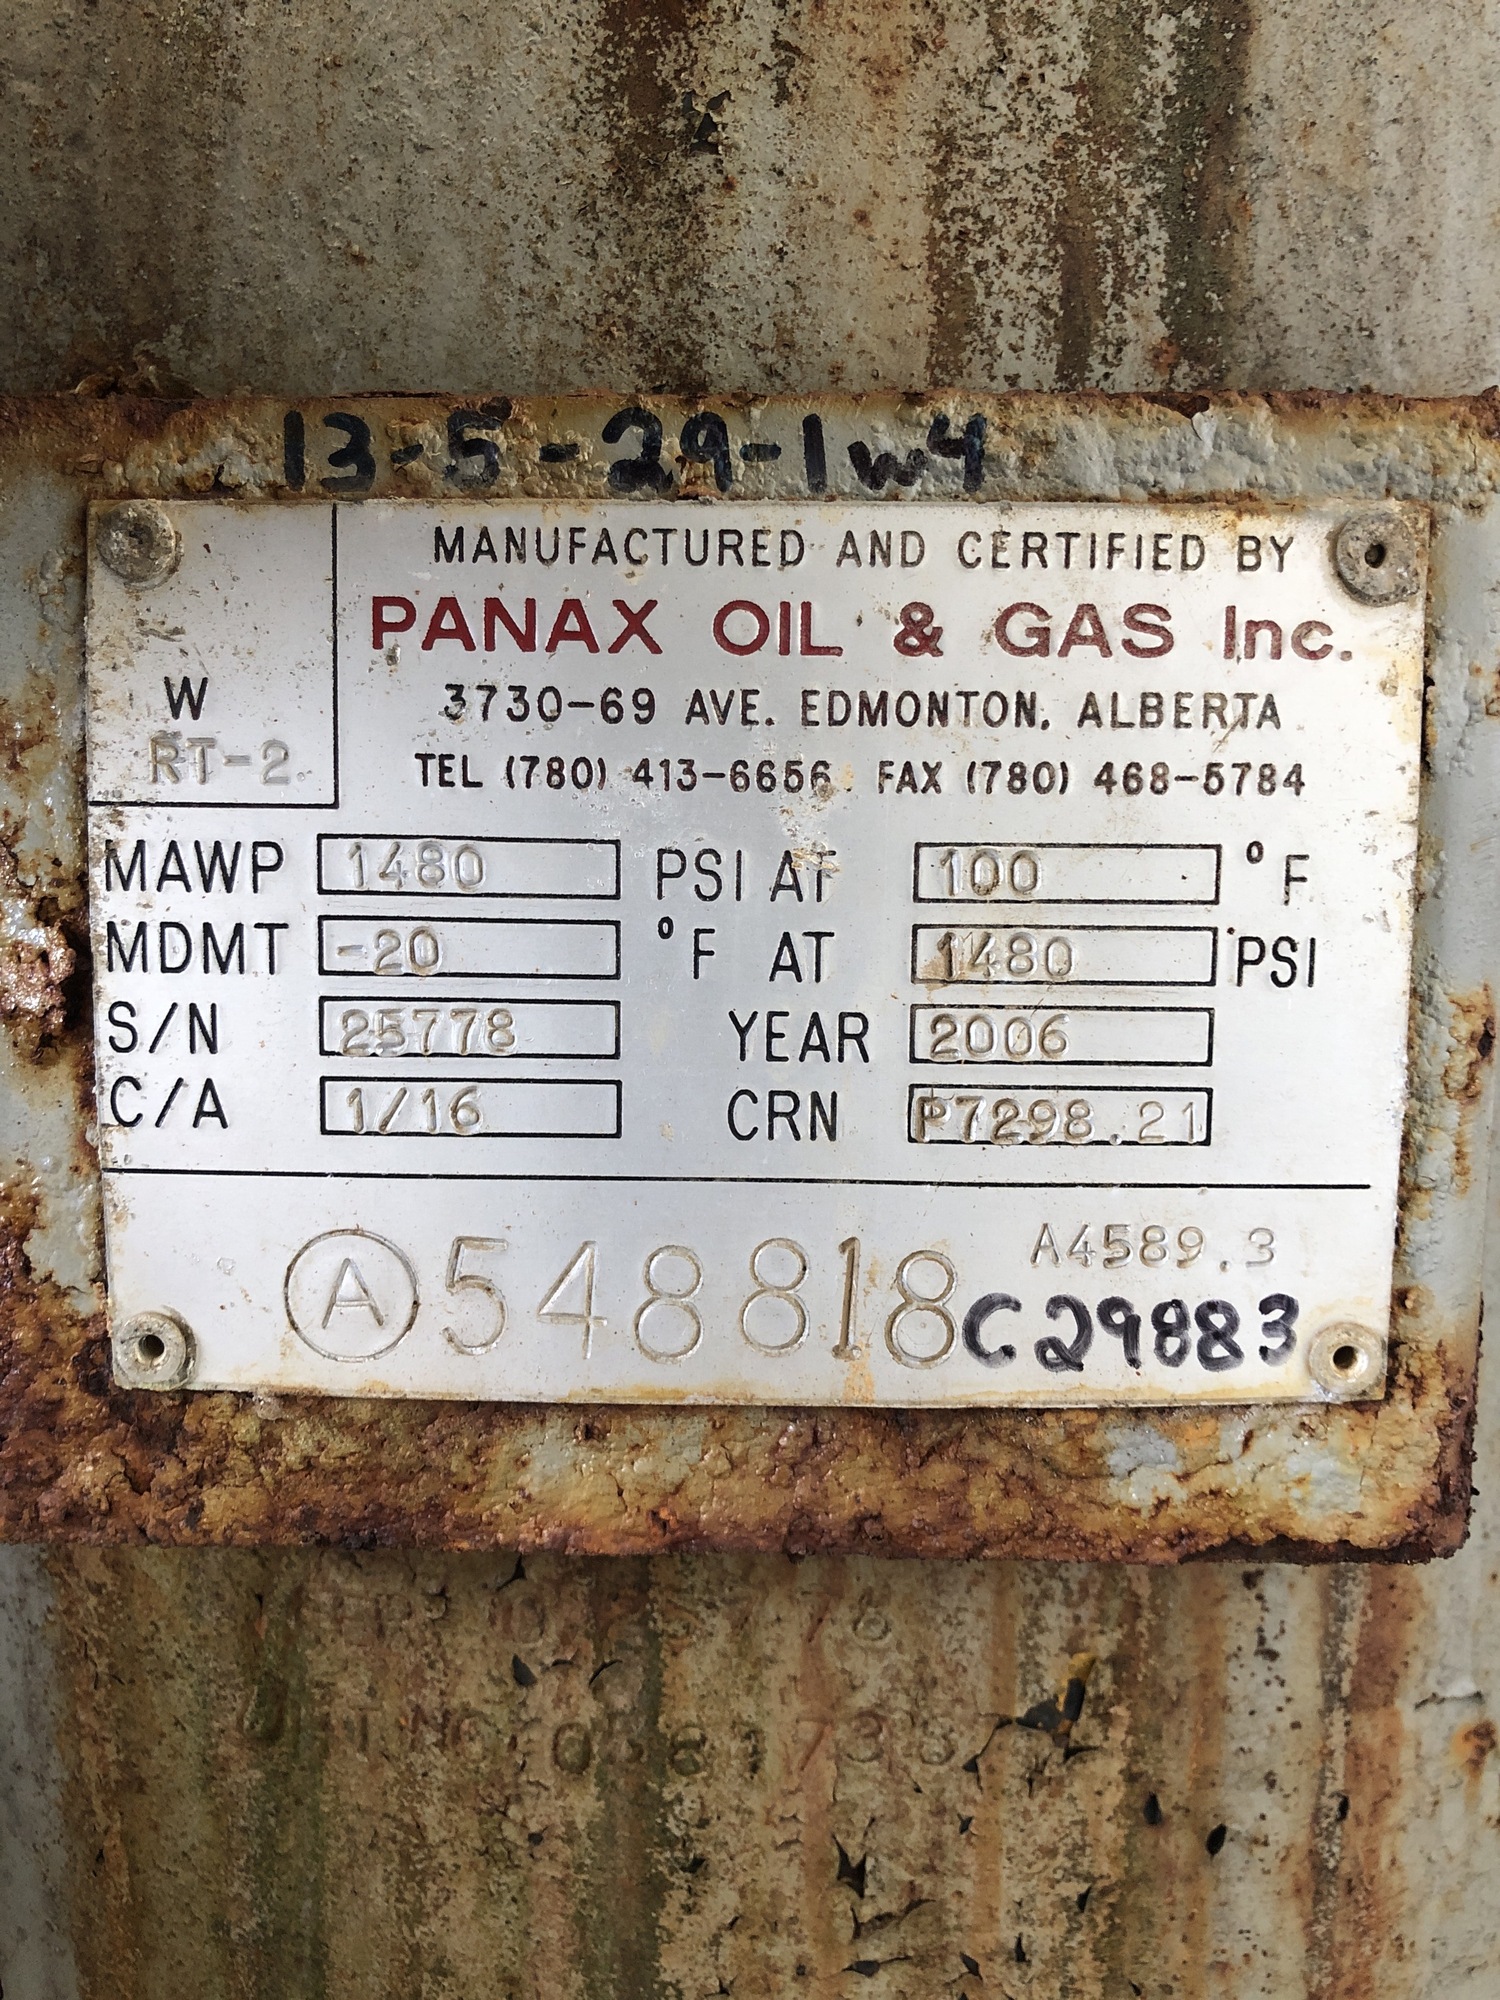 13-5-29-1w4
MANUFACTURED AND CERTIFIED BY
PANAX OIL & GAS Inc.
3730-69 AVE. EDMONTON, ALBERTA
TEL (780) 413-6656 FAX (780) 468-5784
W
RT-2
MAWP 1480 PSI AT 100 °F
MDMT -20 °F AT 1480 PSI
S/N 25778 YEAR 2006
C/A 1/16 CRN P7298.21
A4589.3
A 548818 C29883